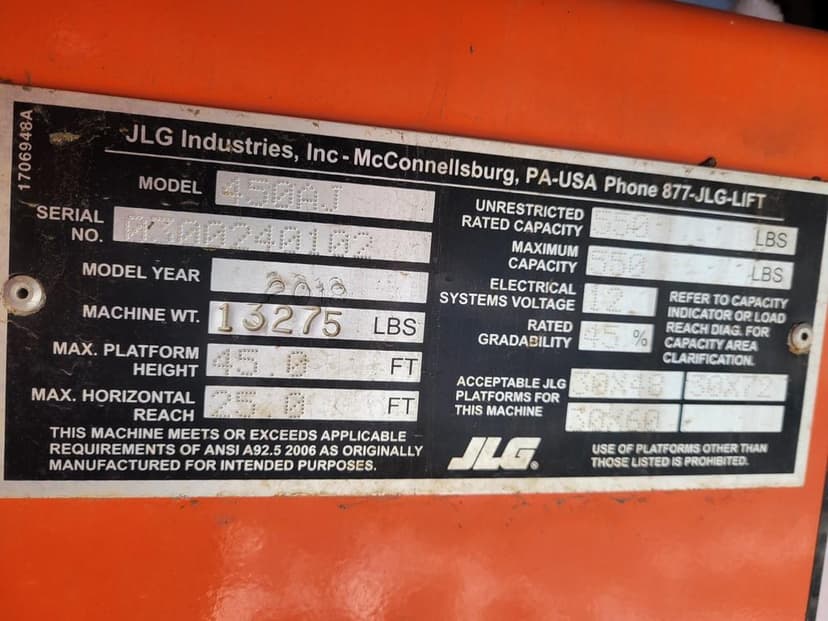 1706948A
JLG Industries, Inc - McConnellsburg, PA-USA Phone 877-JLG-LIFT
MODEL 450AJ
SERIAL NO. 0300240102
MODEL YEAR
MACHINE WT. 13275 LBS
MAX. PLATFORM HEIGHT 45.0 FT
MAX. HORIZONTAL REACH 25.0 FT
THIS MACHINE MEETS OR EXCEEDS APPLICABLE
REQUIREMENTS OF ANSI A92.5 2006 AS ORIGINALLY
MANUFACTURED FOR INTENDED PURPOSES.
UNRESTRICTED RATED CAPACITY 550 LBS
MAXIMUM CAPACITY LBS
ELECTRICAL SYSTEMS VOLTAGE 12
RATED GRADABILITY 45 %
REFER TO CAPACITY
INDICATOR OR LOAD
REACH DIAG. FOR
CAPACITY AREA
CLARIFICATION.
ACCEPTABLE JLG
PLATFORMS FOR
THIS MACHINE
30X48 30X72
30X60
JLG®
USE OF PLATFORMS OTHER THAN
THOSE LISTED IS PROHIBITED.